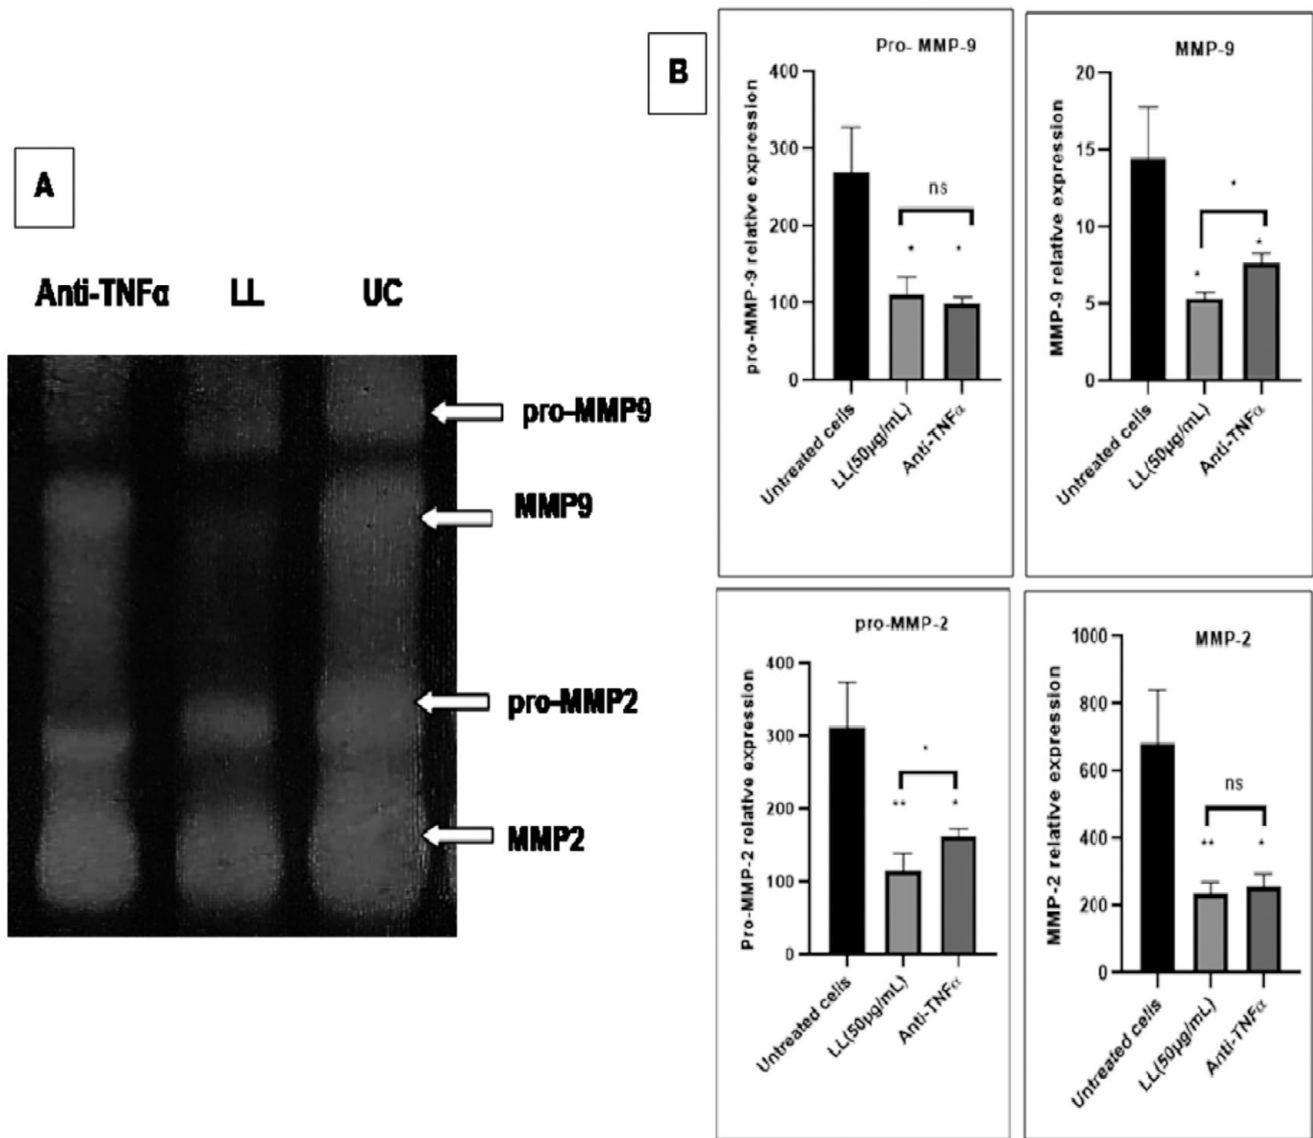 A
Anti-TNFα LL UC
pro-MMP9
MMP9
pro-MMP2
MMP2
B
Pro- MMP-9
pro-MMP-9 relative expression
400
300
200
100
0
ns
* *
Untreated cells
LL(50µg/mL)
Anti-TNFα
MMP-9
MMP-9 relative expression
20
15
10
5
0
*
* *
Untreated cells
LL(50µg/mL)
Anti-TNFα
pro-MMP-2
Pro-MMP-2 relative expression
400
300
200
100
0
*
** *
Untreated cells
LL(50µg/mL)
Anti-TNFα
MMP-2
MMP-2 relative expression
1000
800
600
400
200
0
ns
** *
Untreated cells
LL(50µg/mL)
Anti-TNFα